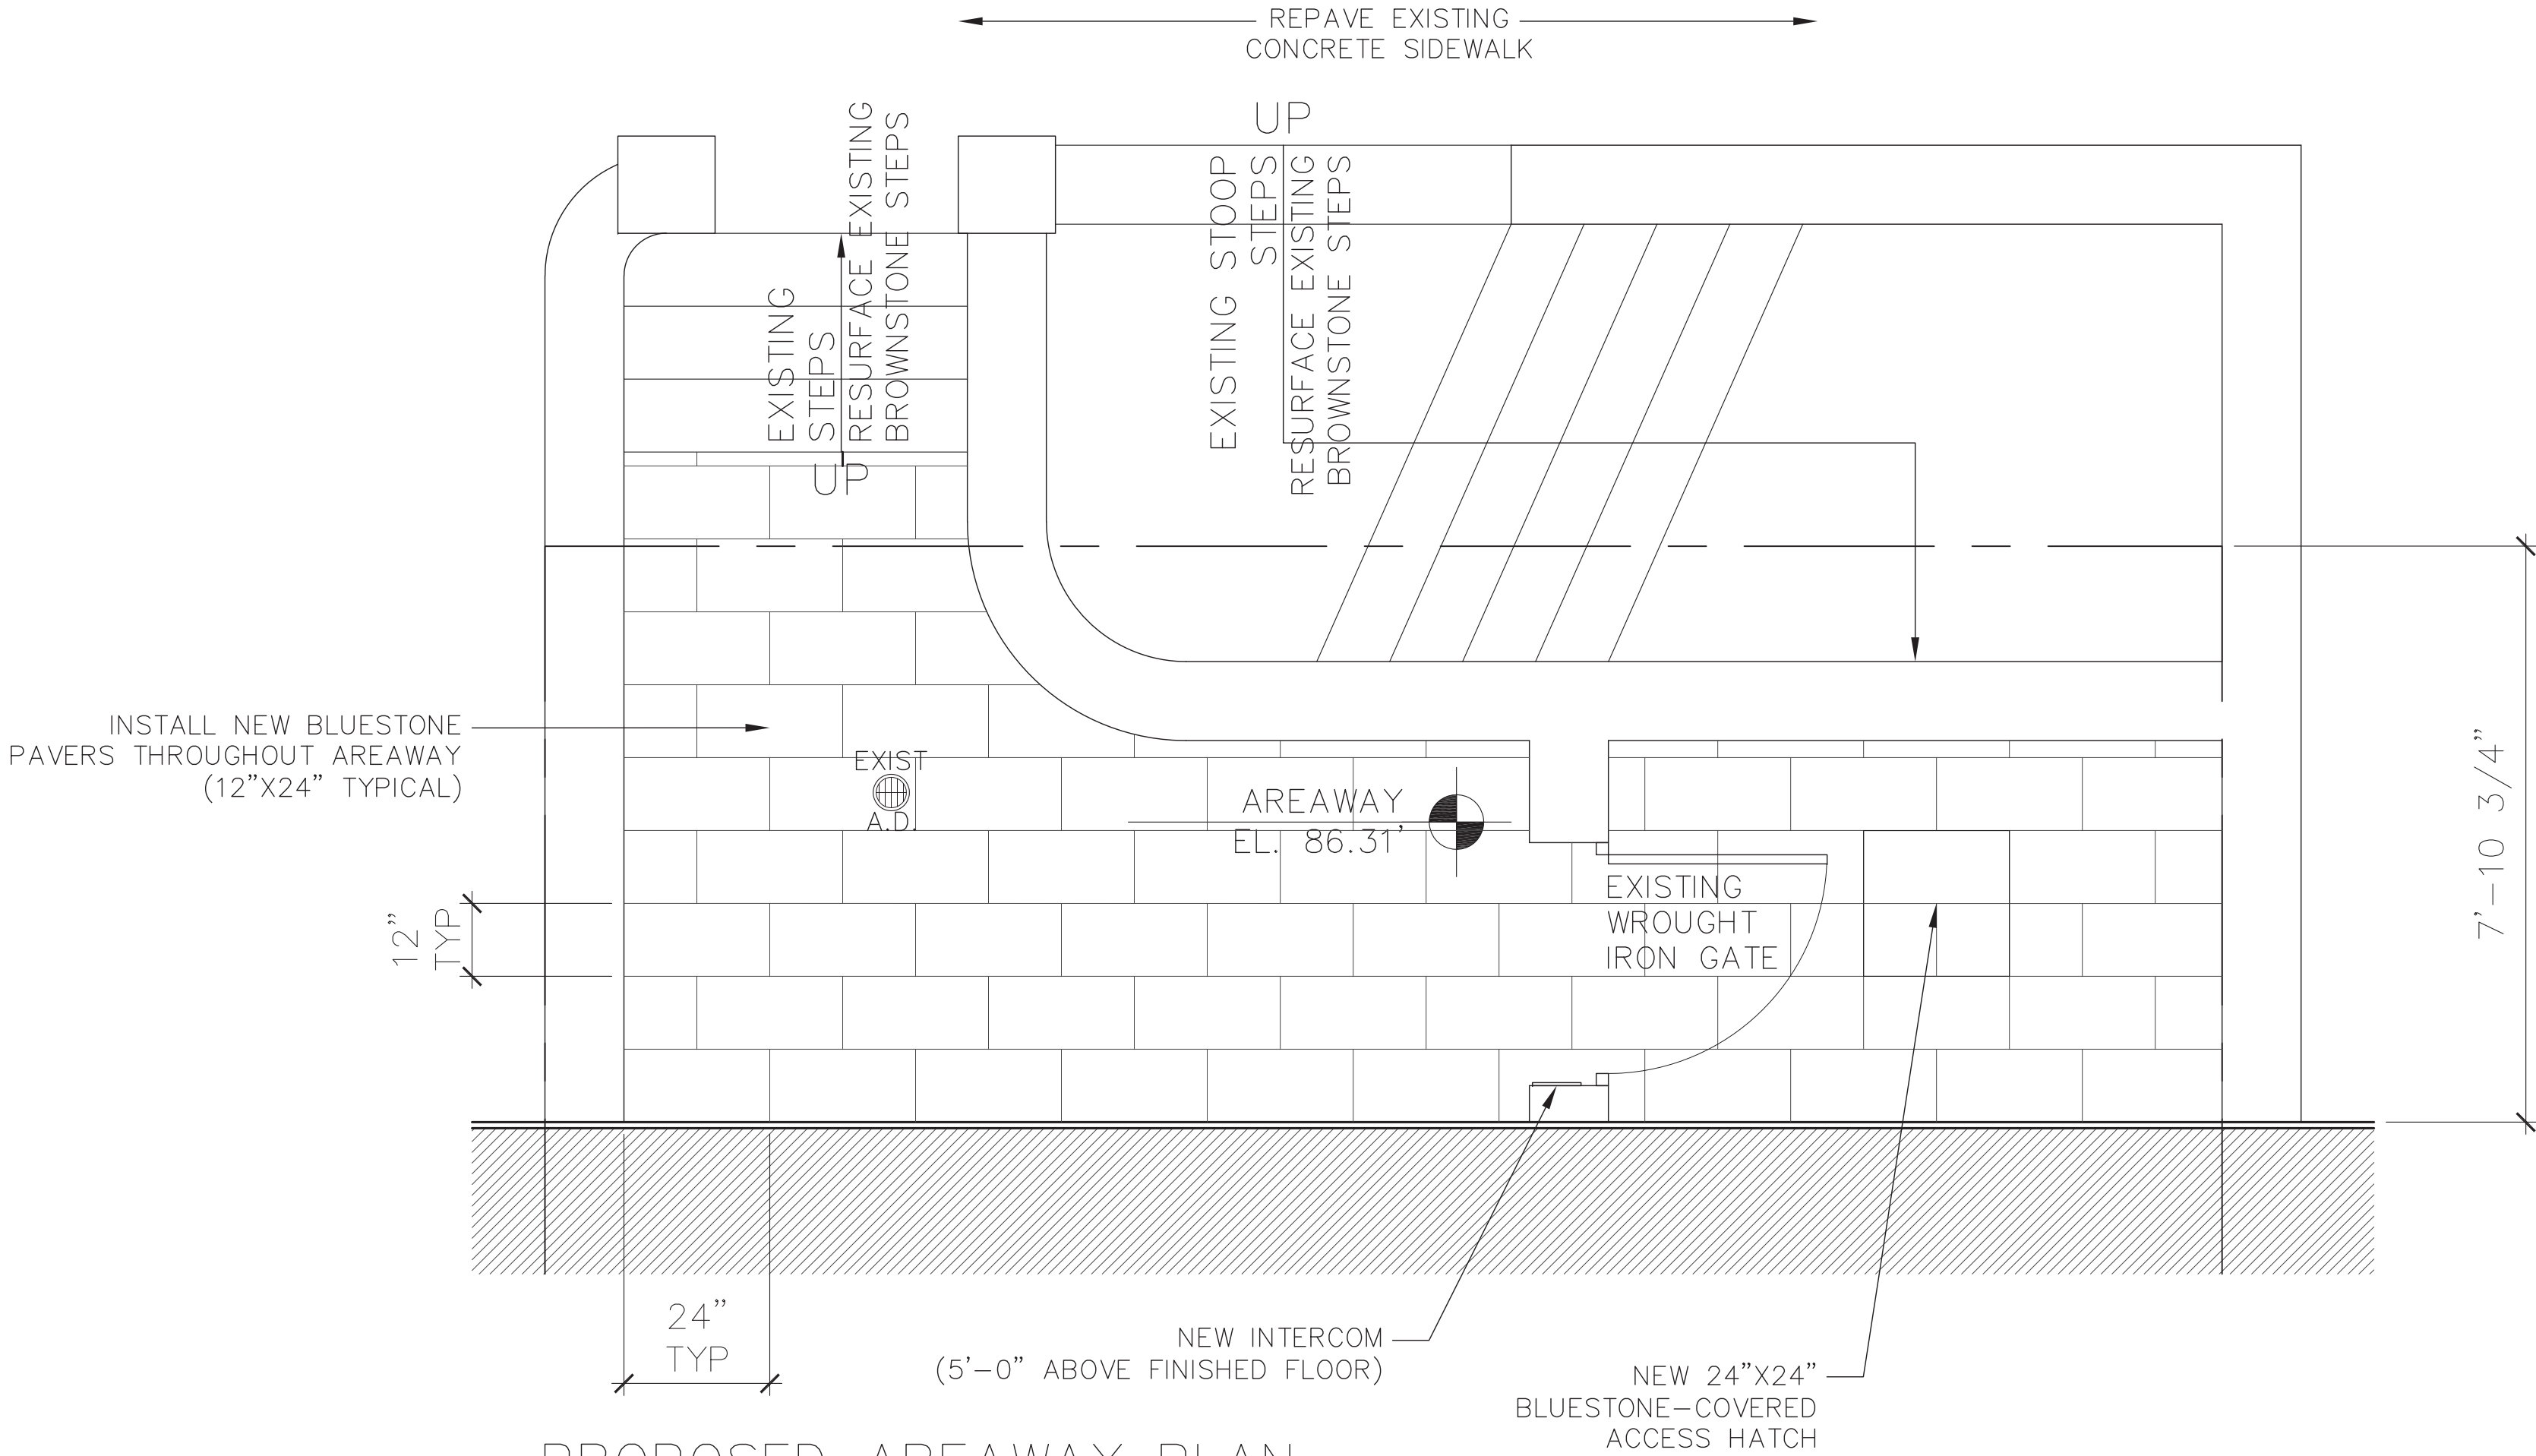 REPAVE EXISTING
CONCRETE SIDEWALK
UP
EXISTING
STEPS
RESURFACE EXISTING
BROWNSTONE STEPS
UP
EXISTING STOOP
STEPS
RESURFACE EXISTING
BROWNSTONE STEPS
INSTALL NEW BLUESTONE
PAVERS THROUGHOUT AREAWAY
(12"X24" TYPICAL)
EXIST
A.D.
AREAWAY
EL. 86.31'
EXISTING
WROUGHT
IRON GATE
12"
TYP
7'-10 3/4"
24"
TYP
NEW INTERCOM
(5'-0" ABOVE FINISHED FLOOR)
NEW 24"X24"
BLUESTONE-COVERED
ACCESS HATCH
PROPOSED AREAWAY PLAN